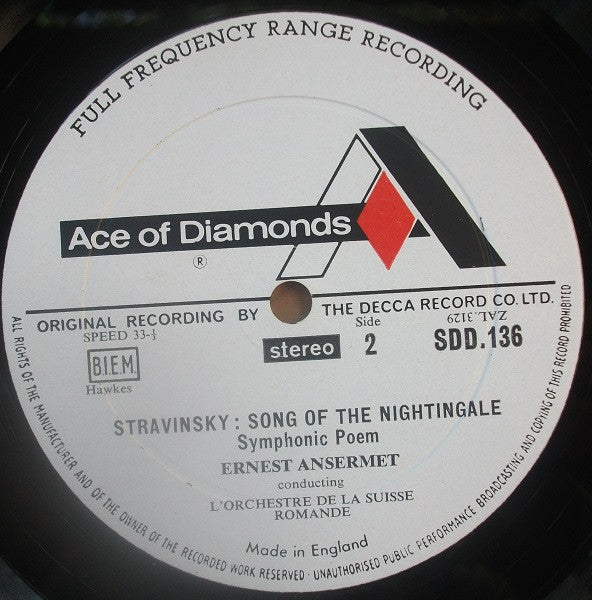 FULL FREQUENCY RANGE RECORDING
Ace of Diamonds
®
ORIGINAL RECORDING BY THE DECCA RECORD CO. LTD.
SPEED 33-⅓
Side
ZAL.3129
B.I.E.M.
stereo
2
SDD.136
Hawkes
STRAVINSKY: SONG OF THE NIGHTINGALE
Symphonic Poem
ERNEST ANSERMET
conducting
L'ORCHESTRE DE LA SUISSE
ROMANDE
Made in England
ALL RIGHTS OF THE MANUFACTURER AND OF THE OWNER OF THE RECORDED WORK RESERVED · UNAUTHORISED PUBLIC PERFORMANCE BROADCASTING AND COPYING OF THIS RECORD PROHIBITED